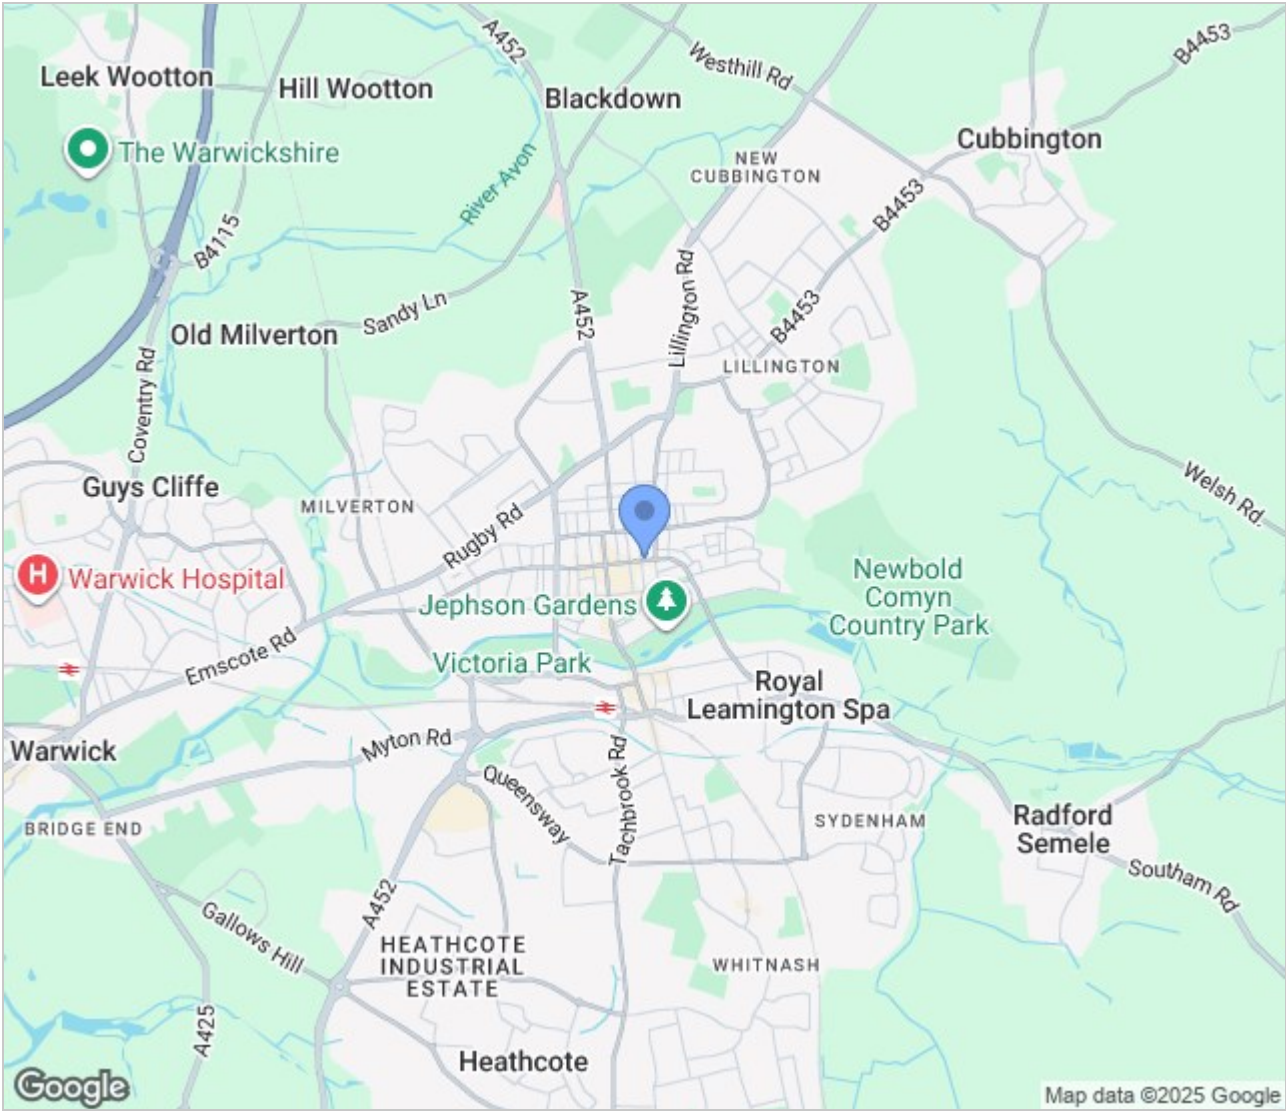 A452
B4453
Westhill Rd
Leek Wootton
Hill Wootton
Blackdown
Cubbington
The Warwickshire
NEW
CUBBINGTON
River Avon
B4453
B4115
Lillington Rd
A452
Sandy Ln
B4453
Old Milverton
LILLINGTON
Coventry Rd
Welsh Rd.
Guys Cliffe
MILVERTON
Rugby Rd
H
Warwick Hospital
Newbold
Comyn
Country Park
Jephson Gardens
Emscote Rd
Victoria Park
Royal
Leamington Spa
Myton Rd
Warwick
Queensway
Tachbrook Rd
BRIDGE END
SYDENHAM
Radford
Semele
Southam Rd
A452
Gallows Hill
HEATHCOTE
INDUSTRIAL
ESTATE
WHITNASH
A425
Heathcote
Google
Map data ©2025 Google